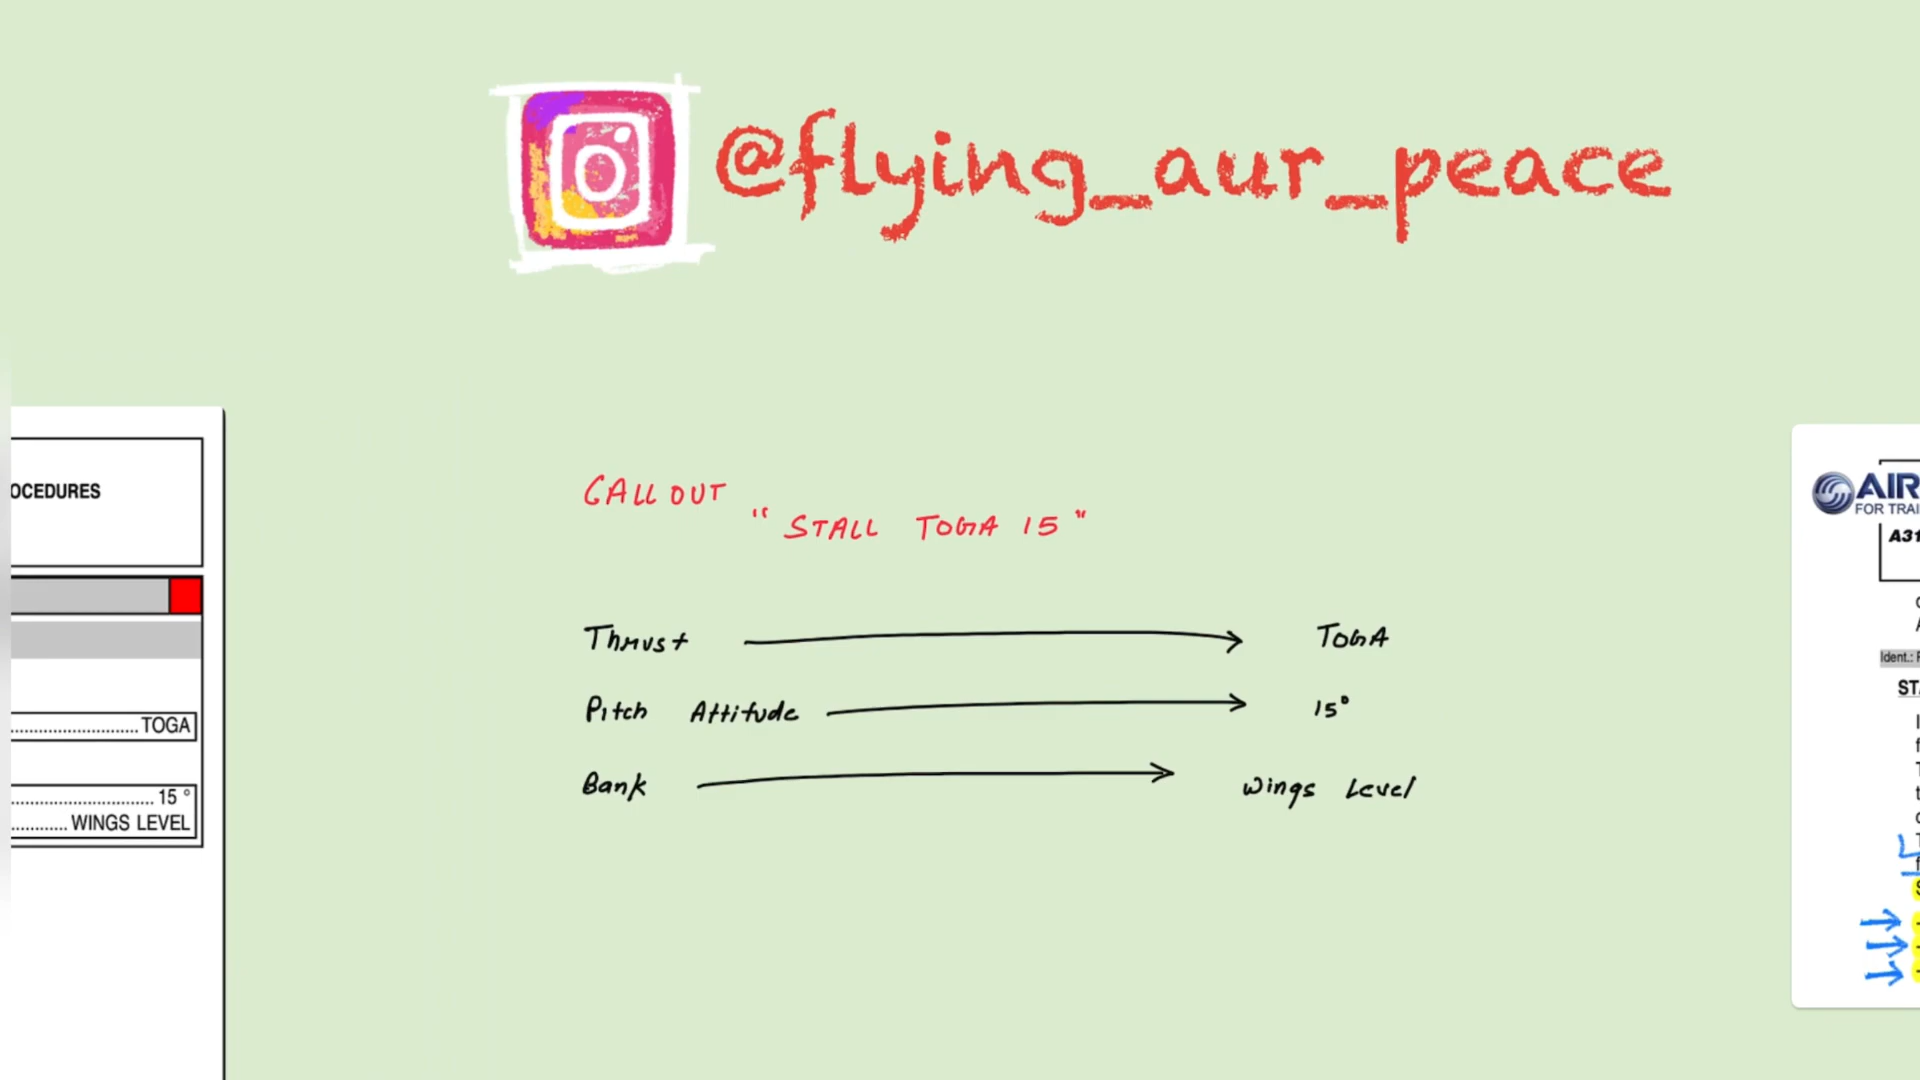 @flying_aur_peace
OCEDURES
CALL OUT
" STALL TOGA 15 "
Thrust TOGA
Pitch Attitude 15°
Bank Wings Level
TOGA
15 °
WINGS LEVEL
AIR
FOR TRAI
A31
Ident.:
ST